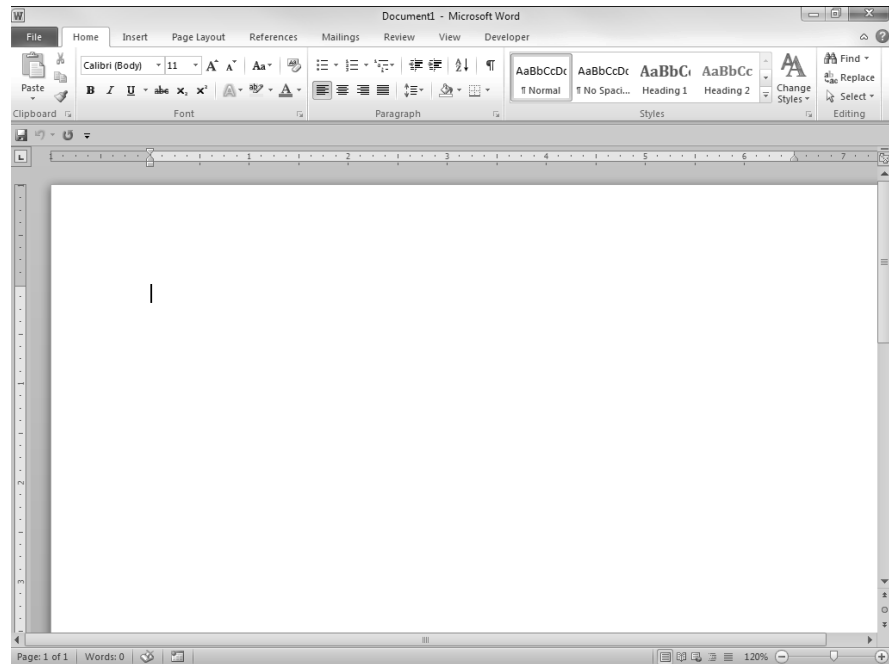 W
Document1 - Microsoft Word
File Home Insert Page Layout References Mailings Review View Developer
Calibri (Body) 11 A A Aa
Find
Paste
AaBbCcDc AaBbCcDc AaBbC AaBbCc
Change Styles
Replace
B I U abc x₂ x² A ab A
¶ Normal ¶ No Spaci... Heading 1 Heading 2
Select
Clipboard Font Paragraph Styles Editing
L 1 1 2 3 4 5 6 7
1
2
3
Page: 1 of 1 Words: 0 120%